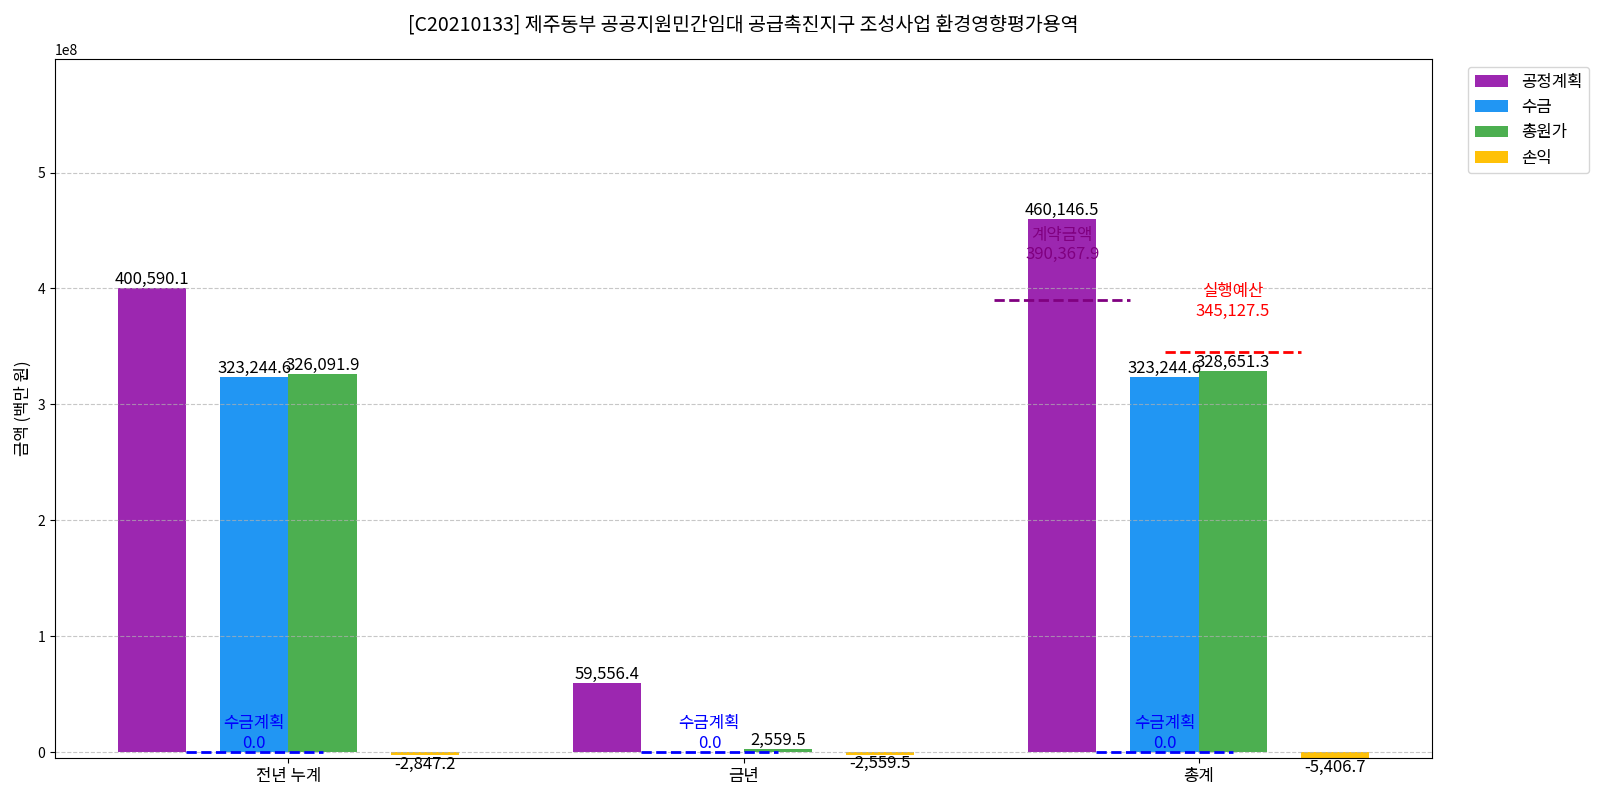 [C20210133] 제주동부 공공지원민간임대 공급촉진지구 조성사업 환경영향평가용역
1e8
금액 (백만 원)
5
4
3
2
1
0
400,590.1
323,244.6
326,091.9
수금계획
0.0
-2,847.2
59,556.4
수금계획
0.0
2,559.5
-2,559.5
460,146.5
계약금액
390,367.9
실행예산
345,127.5
323,244.6
328,651.3
수금계획
0.0
-5,406.7
전년 누계
금년
총계
공정계획
수금
총원가
손익